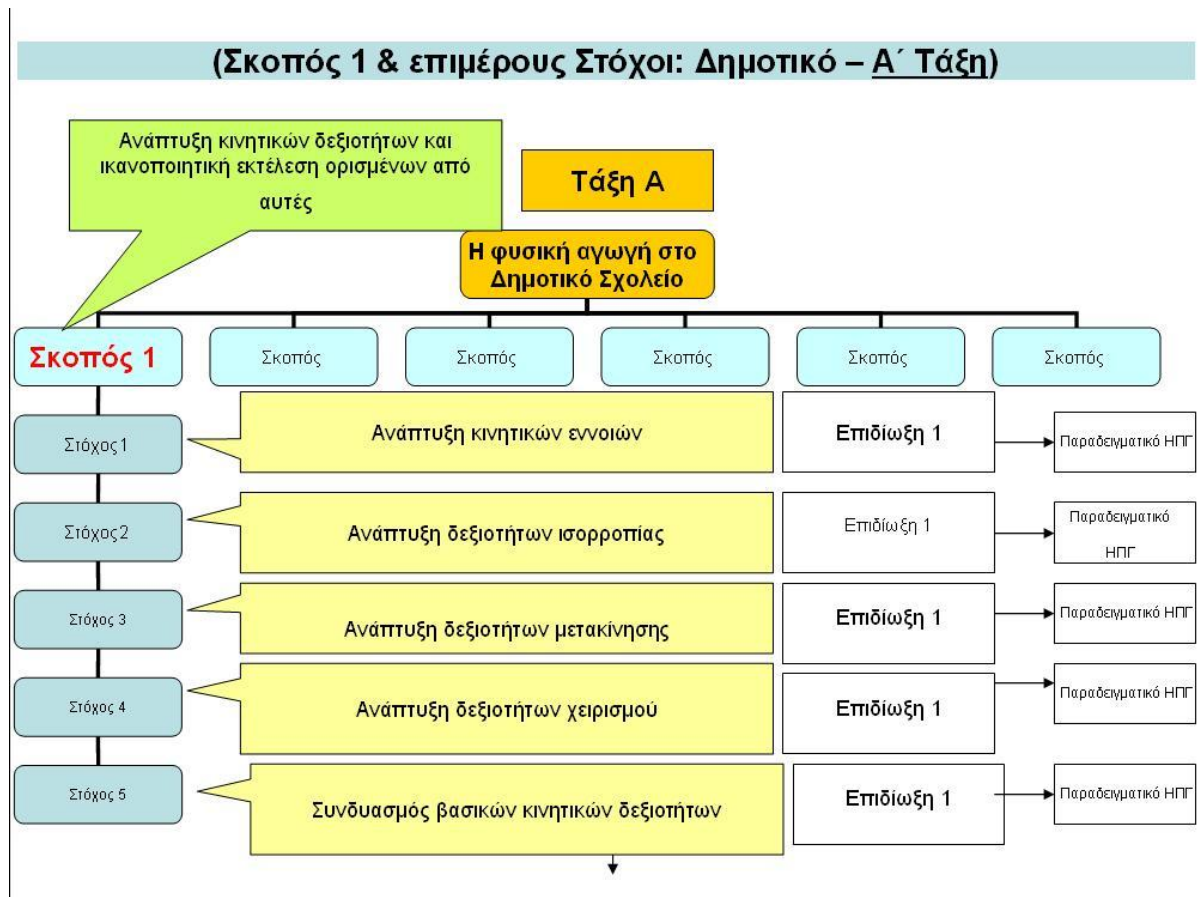 (Σκοπός 1 & επιμέρους Στόχοι: Δημοτικό – Α΄ Τάξη)
Ανάπτυξη κινητικών δεξιοτήτων και
ικανοποιητική εκτέλεση ορισμένων από
αυτές
Τάξη Α
Η φυσική αγωγή στο
Δημοτικό Σχολείο
Σκοπός 1
Σκοπός
Σκοπός
Σκοπός
Σκοπός
Σκοπός
Στόχος 1
Ανάπτυξη κινητικών εννοιών
Επιδίωξη 1
Παραδειγματικό ΗΠΓ
Στόχος 2
Ανάπτυξη δεξιοτήτων ισορροπίας
Επιδίωξη 1
Παραδειγματικό
ΗΠΓ
Στόχος 3
Ανάπτυξη δεξιοτήτων μετακίνησης
Επιδίωξη 1
Παραδειγματικό ΗΠΓ
Στόχος 4
Ανάπτυξη δεξιοτήτων χειρισμού
Επιδίωξη 1
Παραδειγματικό ΗΠΓ
Στόχος 5
Συνδυασμός βασικών κινητικών δεξιοτήτων
Επιδίωξη 1
Παραδειγματικό ΗΠΓ